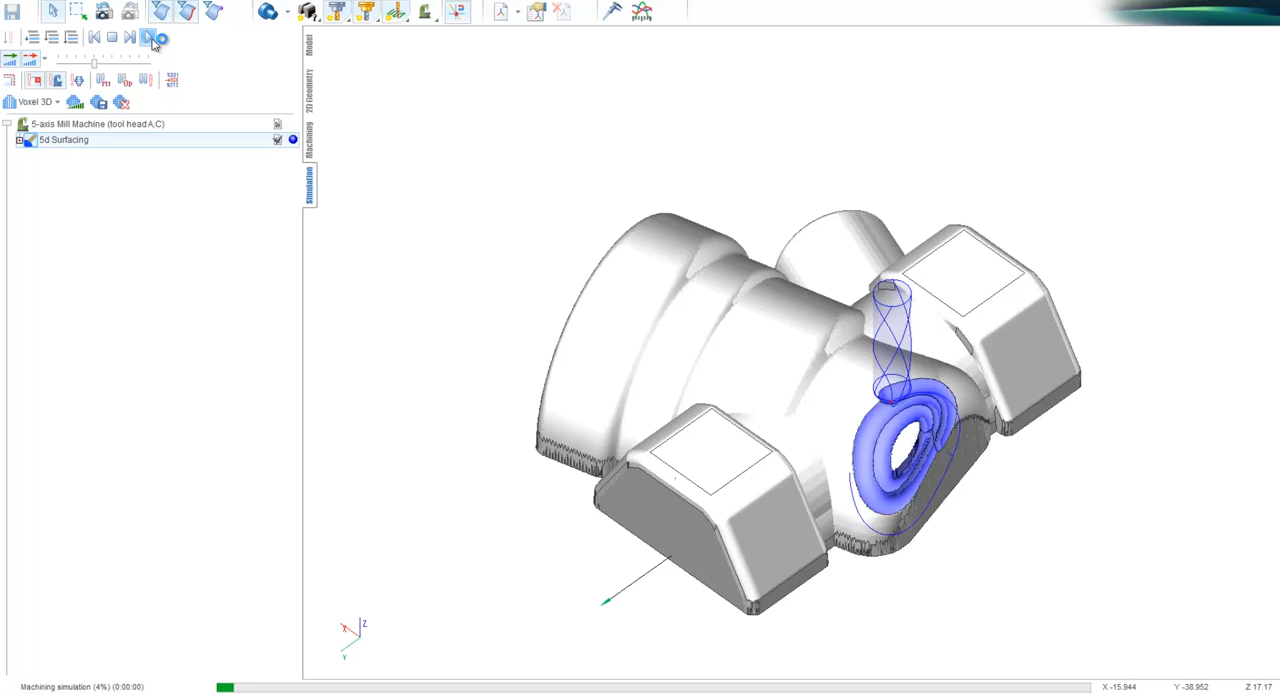 Voxel 3D
5-axis Mill Machine (tool head A,C)
5d Surfacing
Model
2D Geometry
Machining
Simulation
Z
X
Y
Machining simulation (4%) (0:00:00)
X -15.944
Y -38.952
Z 17.17